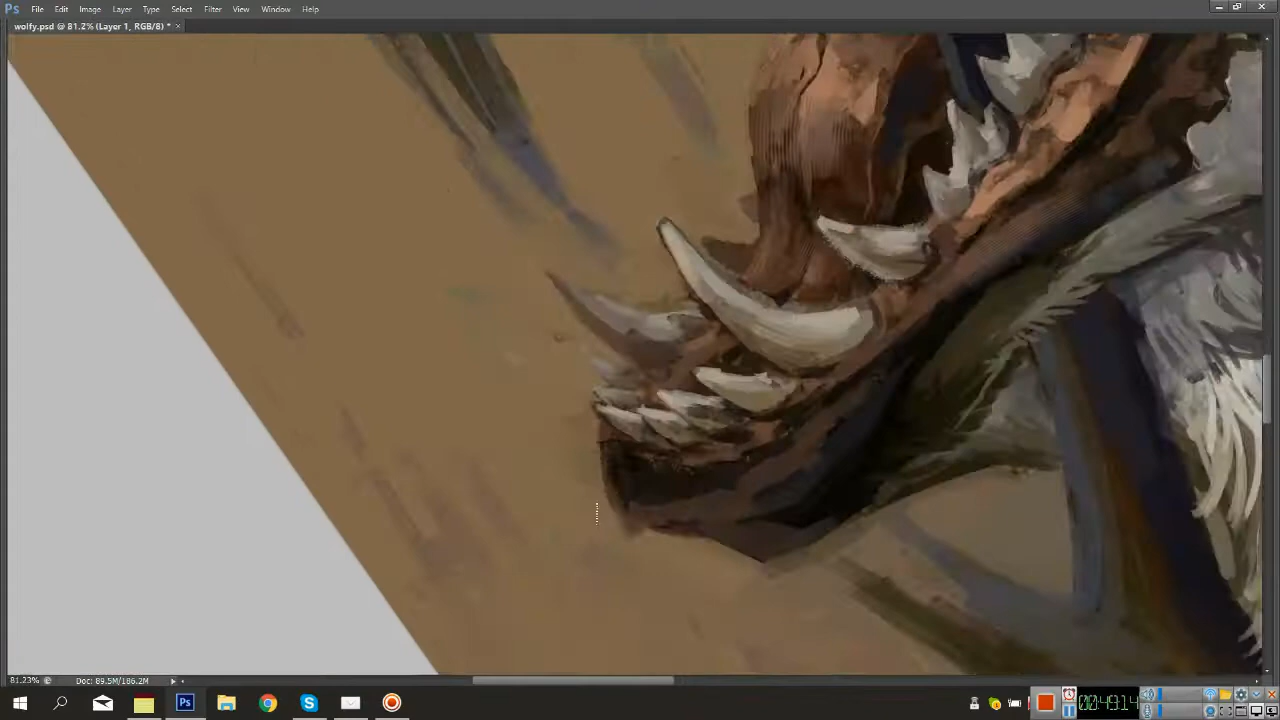 Ps File Edit Image Layer Type Select Filter View Window Help
wolfy.psd @ 81.2% (Layer 1, RGB/8) * ×
81.23% Doc: 89.5M/186.2M
Ps